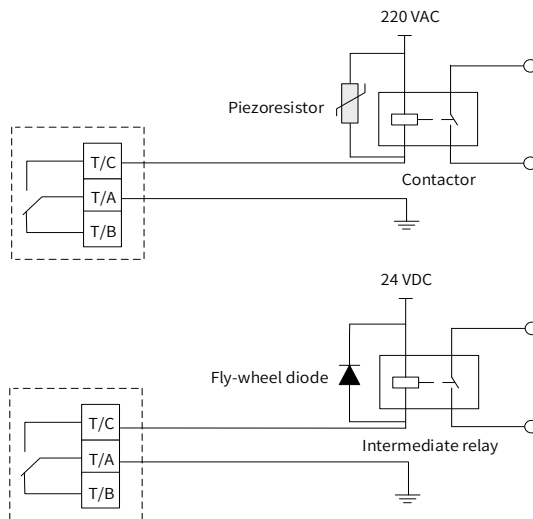 220 VAC
Piezoresistor
T/C
Contactor
T/A
T/B
24 VDC
Fly-wheel diode
T/C
Intermediate relay
T/A
T/B